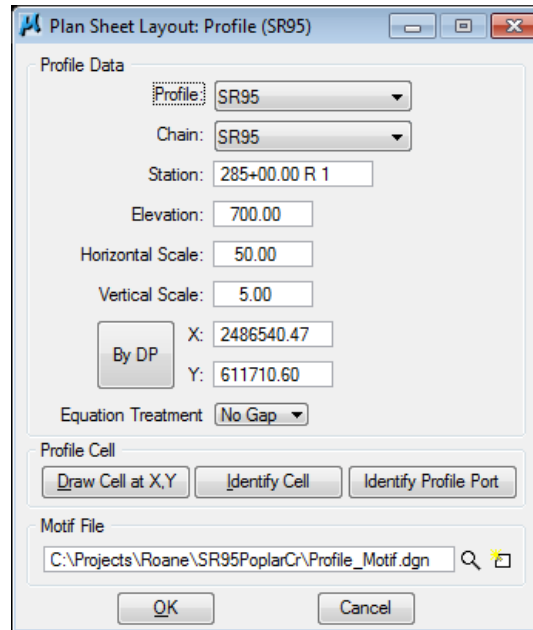 Plan Sheet Layout: Profile (SR95)
Profile Data
Profile: SR95
Chain: SR95
Station: 285+00.00 R 1
Elevation: 700.00
Horizontal Scale: 50.00
Vertical Scale: 5.00
By DP
X: 2486540.47
Y: 611710.60
Equation Treatment No Gap
Profile Cell
Draw Cell at X,Y Identify Cell Identify Profile Port
Motif File
C:\Projects\Roane\SR95PoplarCr\Profile_Motif.dgn
OK Cancel